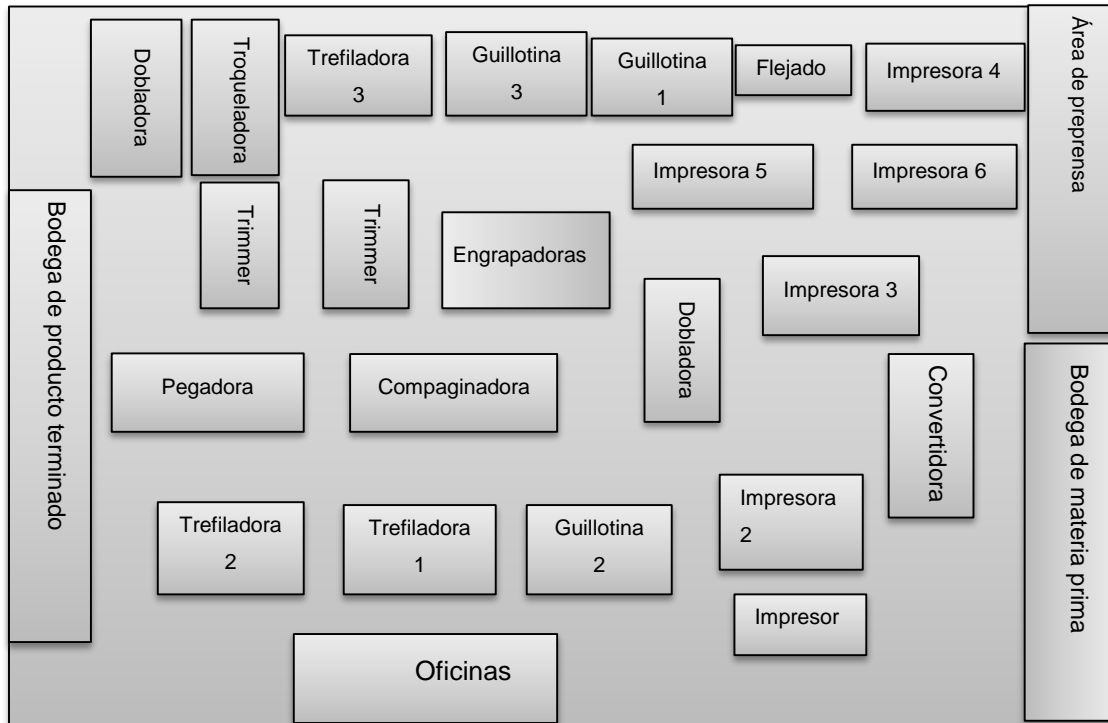 Dobladora
Troqueladora
Trefiladora
3
Guillotina
3
Guillotina
1
Flejado
Impresora 4
Área de preprensa
Impresora 5
Impresora 6
Bodega de producto terminado
Trimmer
Trimmer
Engrapadoras
Impresora 3
Dobladora
Pegadora
Compaginadora
Convertidora
Bodega de materia prima
Trefiladora
2
Trefiladora
1
Guillotina
2
Impresora
2
Impresor
Oficinas